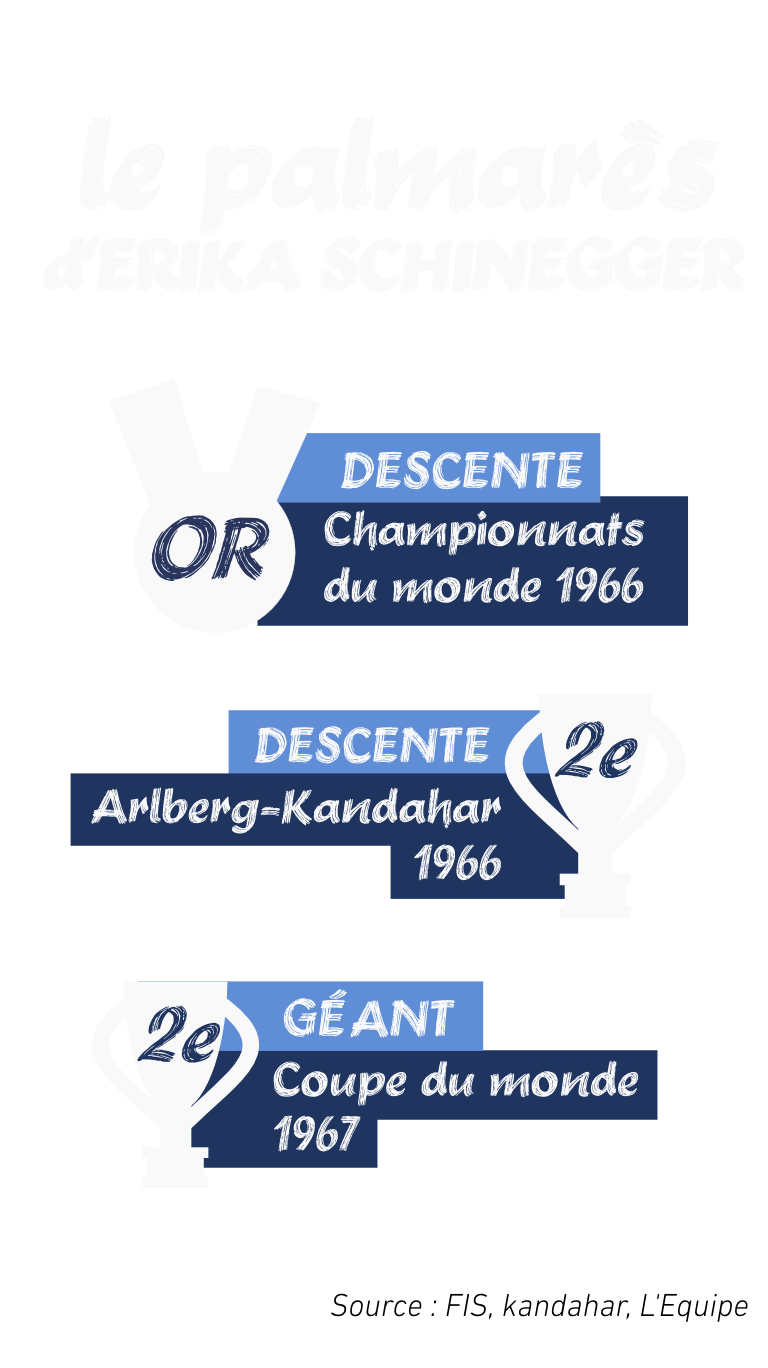 le palmarès
d'ERIKA SCHINEGGER
OR
DESCENTE
Championnats
du monde 1966
DESCENTE
2e
Arlberg-Kandahar
1966
2e
GÉANT
Coupe du monde
1967
Source : FIS, kandahar, L'Equipe